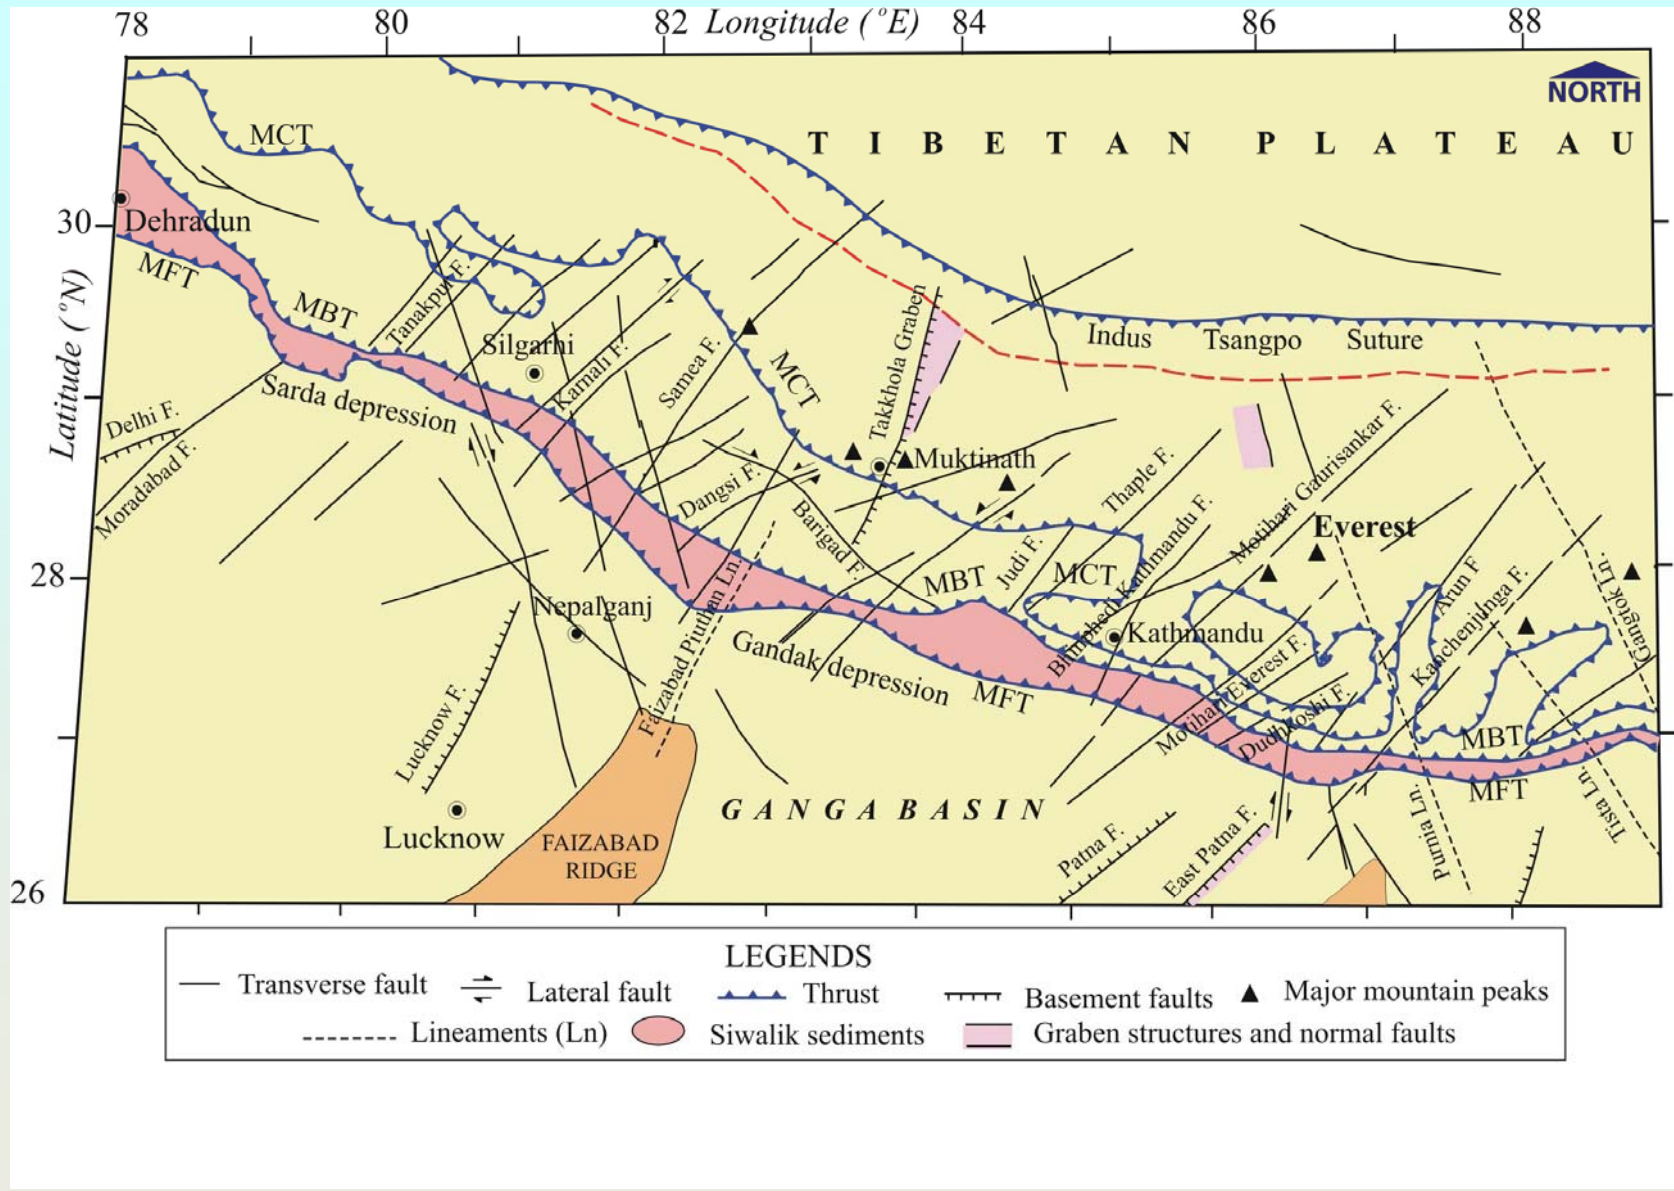 78 80 82 Longitude (°E) 84 86 88
NORTH
TIBETAN PLATEAU
MCT
30
Dehradun
MFT
MBT
Tanakpur F.
Latitude (°N)
Silgarhi
Karnali F.
Samea F.
MCT
Takkhola Graben
Indus Tsangpo Suture
Sarda depression
Delhi F.
Moradabad F.
Muktinath
Dangsi F.
Barigad F.
Thaple F.
Motihari Gaurisankar F.
Everest
28
MBT
Judi F.
MCT
Bhimphedi Kathmandu F.
Kathmandu
Arun F
Kanchenjunga F.
Gangtok Ln.
Nepalganj
Faizabad Piuthan Ln.
Gandak depression
MFT
Motihari Everest F.
Dudhkoshi F.
MBT
MFT
Lucknow F.
Lucknow
GANGA BASIN
FAIZABAD
RIDGE
Patna F.
East Patna F.
Purnia Ln.
Tista Ln.
26
LEGENDS
Transverse fault
Lateral fault
Thrust
Basement faults
Major mountain peaks
Lineaments (Ln)
Siwalik sediments
Graben structures and normal faults